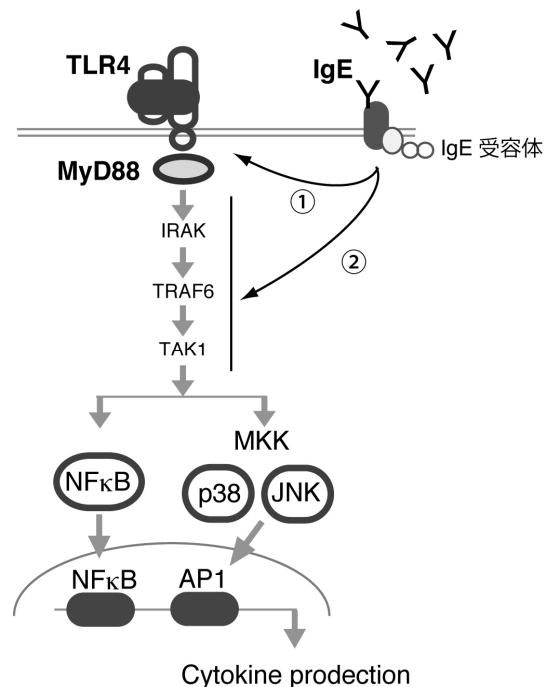 TLR4
IgE
IgE 受容体
MyD88
①
②
IRAK
TRAF6
TAK1
MKK
NFκB
p38
JNK
NFκB
AP1
Cytokine prodection